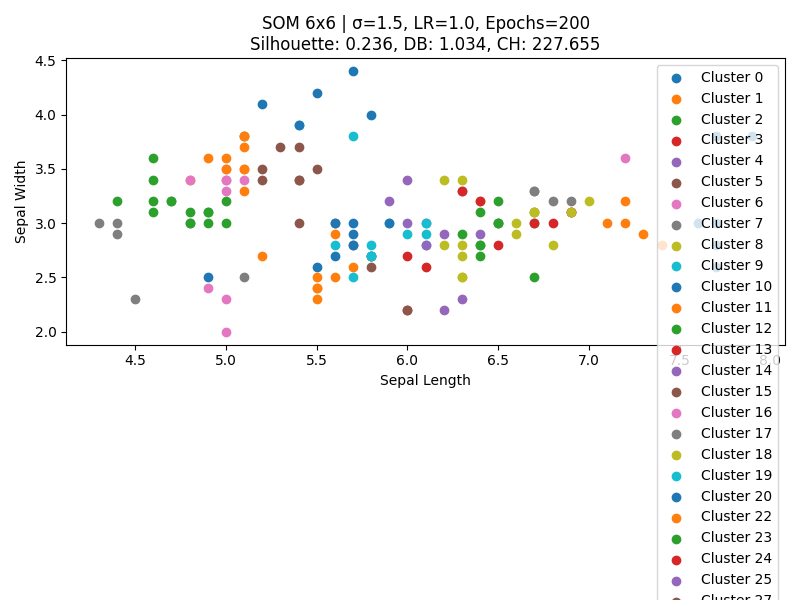 SOM 6x6 | σ=1.5, LR=1.0, Epochs=200
Silhouette: 0.236, DB: 1.034, CH: 227.655
4.5
4.0
3.5
3.0
2.5
2.0
Sepal Width
4.5
5.0
5.5
6.0
6.5
7.0
7.5
8.0
Sepal Length
Cluster 0
Cluster 1
Cluster 2
Cluster 3
Cluster 4
Cluster 5
Cluster 6
Cluster 7
Cluster 8
Cluster 9
Cluster 10
Cluster 11
Cluster 12
Cluster 13
Cluster 14
Cluster 15
Cluster 16
Cluster 17
Cluster 18
Cluster 19
Cluster 20
Cluster 22
Cluster 23
Cluster 24
Cluster 25
Cluster 27